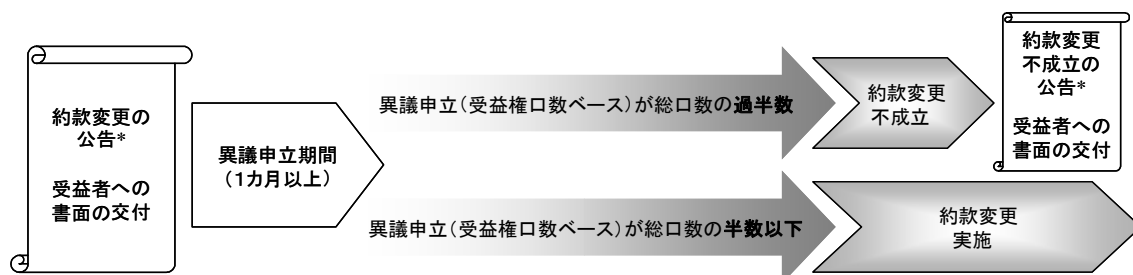 約款変更の
公告*
受益者への
書面の交付
異議申立期間
（1カ月以上）
異議申立（受益権口数ベース）が総口数の過半数
約款変更
不成立
約款変更
不成立の
公告*
受益者への
書面の交付
異議申立（受益権口数ベース）が総口数の半数以下
約款変更
実施